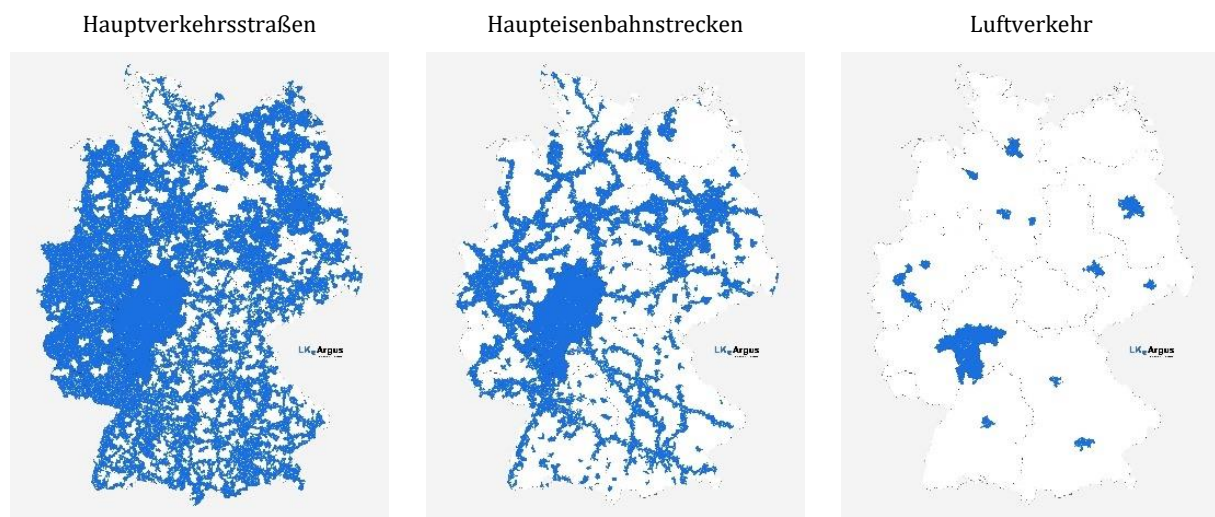 Hauptverkehrsstraßen
Haupteisenbahnstrecken
Luftverkehr
LK Argus
LK Argus
LK Argus